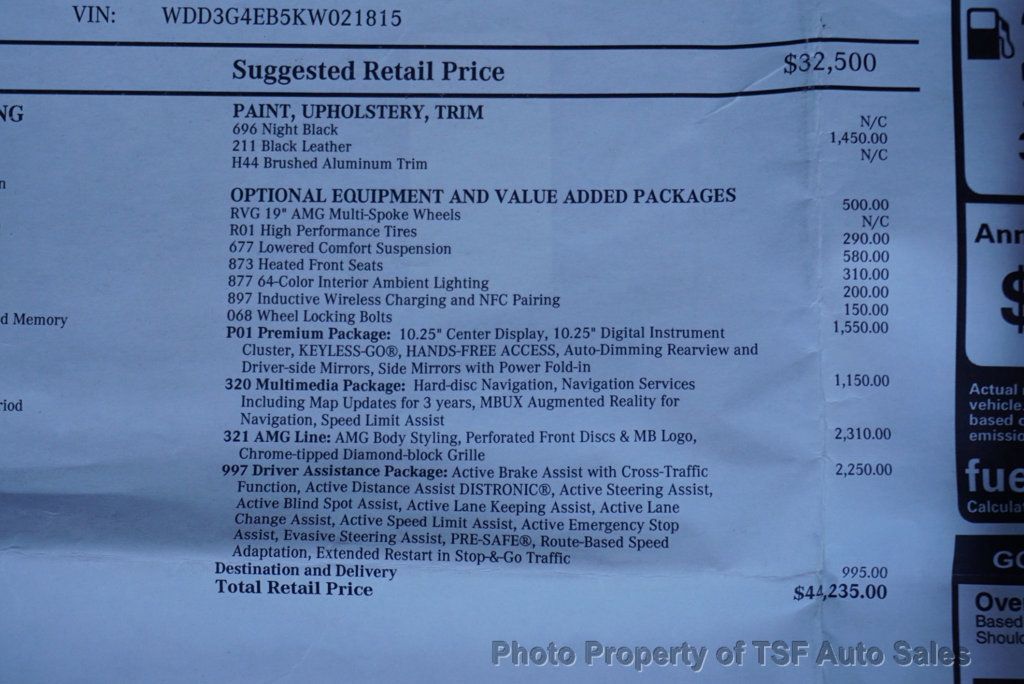 VIN: WDD3G4EB5KW021815
Suggested Retail Price $32,500
NG
PAINT, UPHOLSTERY, TRIM
696 Night Black N/C
211 Black Leather 1,450.00
H44 Brushed Aluminum Trim N/C
OPTIONAL EQUIPMENT AND VALUE ADDED PACKAGES
RVG 19" AMG Multi-Spoke Wheels 500.00
R01 High Performance Tires N/C
677 Lowered Comfort Suspension 290.00
873 Heated Front Seats 580.00
877 64-Color Interior Ambient Lighting 310.00
897 Inductive Wireless Charging and NFC Pairing 200.00
d Memory
068 Wheel Locking Bolts 150.00
P01 Premium Package: 10.25" Center Display, 10.25" Digital Instrument 1,550.00
Cluster, KEYLESS-GO®, HANDS-FREE ACCESS, Auto-Dimming Rearview and
Driver-side Mirrors, Side Mirrors with Power Fold-in
320 Multimedia Package: Hard-disc Navigation, Navigation Services 1,150.00
Including Map Updates for 3 years, MBUX Augmented Reality for
riod
Navigation, Speed Limit Assist
321 AMG Line: AMG Body Styling, Perforated Front Discs & MB Logo, 2,310.00
Chrome-tipped Diamond-block Grille
997 Driver Assistance Package: Active Brake Assist with Cross-Traffic 2,250.00
Function, Active Distance Assist DISTRONIC®, Active Steering Assist,
Active Blind Spot Assist, Active Lane Keeping Assist, Active Lane
Change Assist, Active Speed Limit Assist, Active Emergency Stop
Assist, Evasive Steering Assist, PRE-SAFE®, Route-Based Speed
Adaptation, Extended Restart in Stop-&-Go Traffic
Destination and Delivery 995.00
Total Retail Price $44,235.00
Ann
$
Actual
vehicle
based
emissio
fue
Calcula
GO
Over
Based
Shoul
Photo Property of TSF Auto Sales